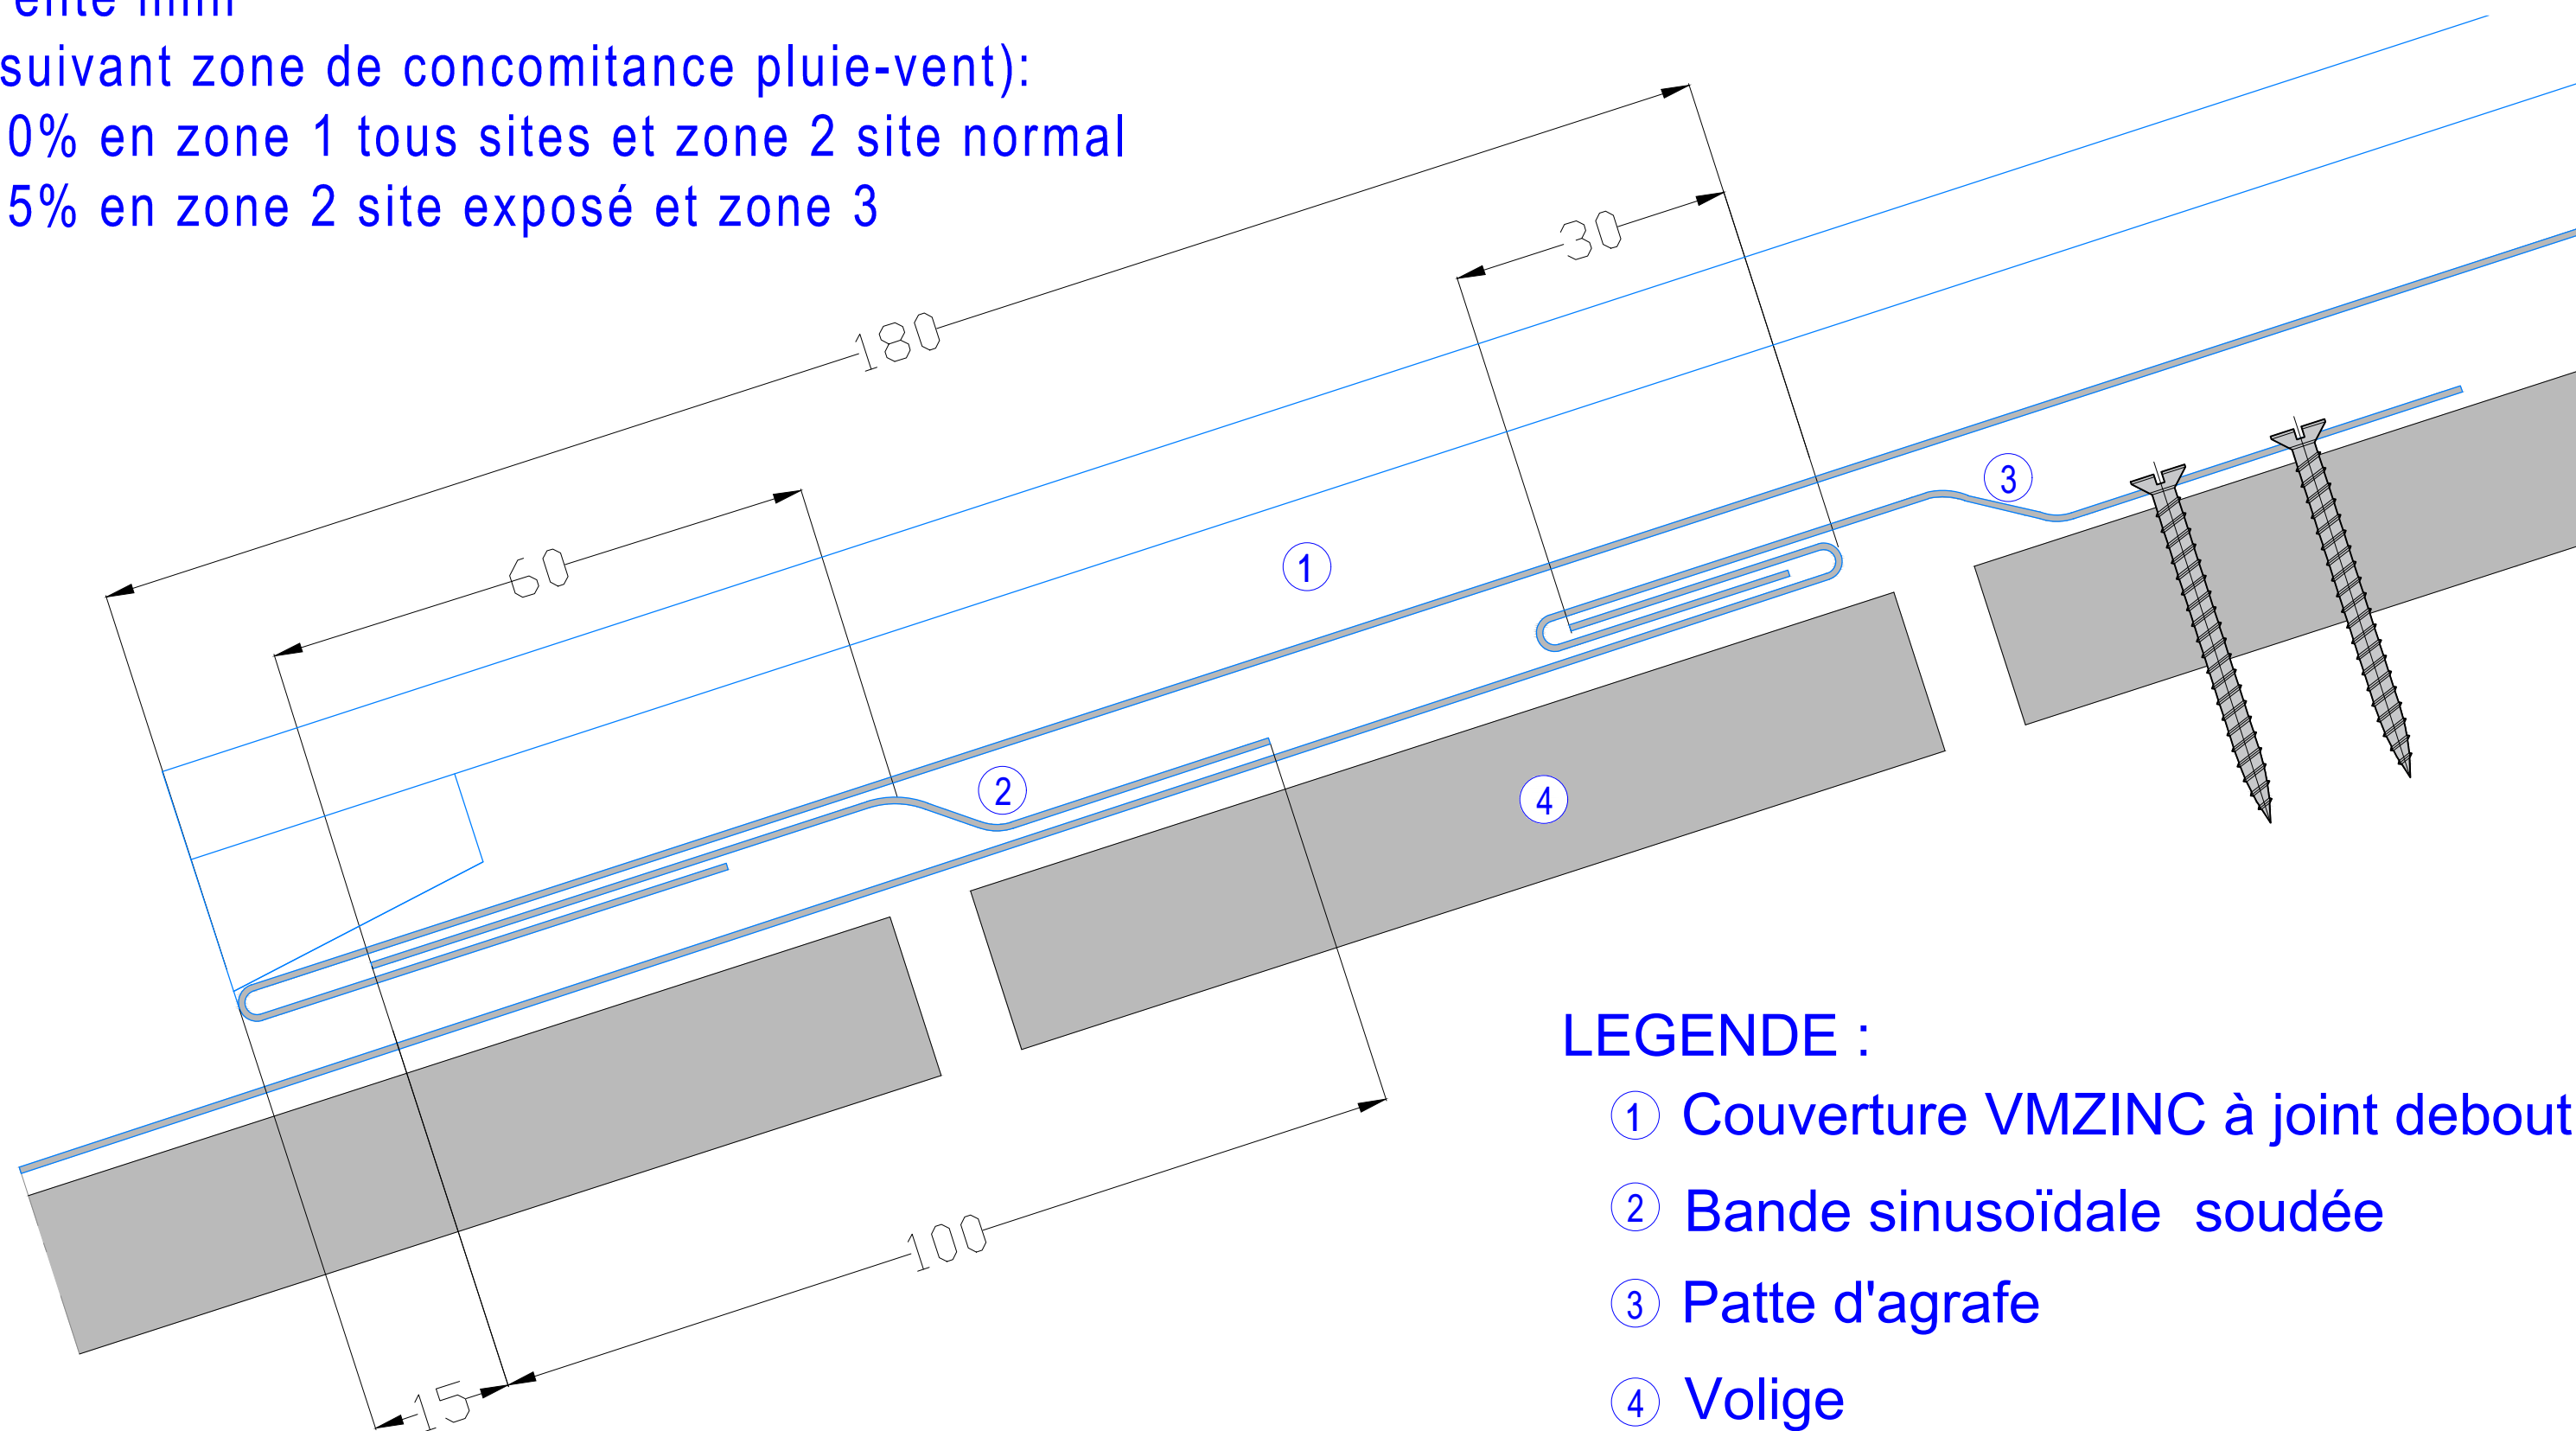 suivant zone de concomitance pluie-vent):
0% en zone 1 tous sites et zone 2 site normal
5% en zone 2 site exposé et zone 3
180
30
60
3
1
2
4
100
15
LEGENDE :
1 Couverture VMZINC à joint debout
2 Bande sinusoïdale soudée
3 Patte d'agrafe
4 Volige